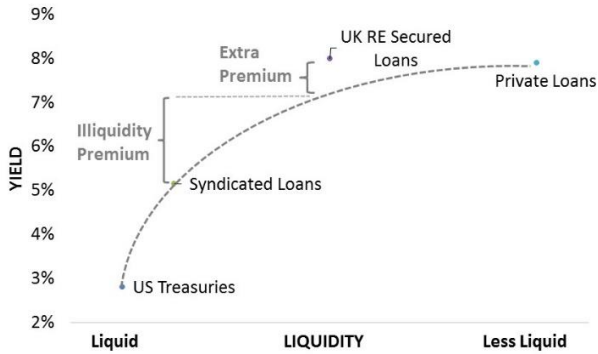 9%
8%
7%
6%
5%
4%
3%
2%
YIELD
Extra
Premium
UK RE Secured
Loans
Private Loans
Illiquidity
Premium
Syndicated Loans
US Treasuries
Liquid
LIQUIDITY
Less Liquid